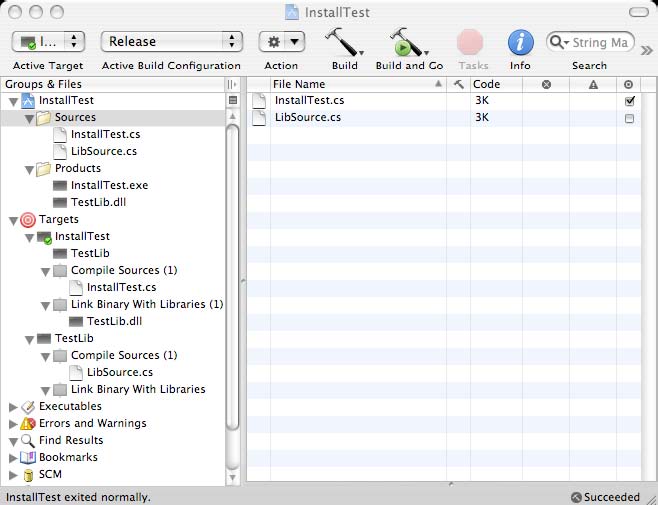 InstallTest
I... Release String Ma
Active Target Active Build Configuration Action Build Build and Go Tasks Info Search
Groups & Files File Name Code
InstallTest
Sources
InstallTest.cs
LibSource.cs
Products
InstallTest.exe
TestLib.dll
Targets
InstallTest
TestLib
Compile Sources (1)
InstallTest.cs
Link Binary With Libraries (1)
TestLib.dll
TestLib
Compile Sources (1)
LibSource.cs
Link Binary With Libraries
Executables
Errors and Warnings
Find Results
Bookmarks
SCM
InstallTest.cs 3K
LibSource.cs 3K
InstallTest exited normally. Succeeded